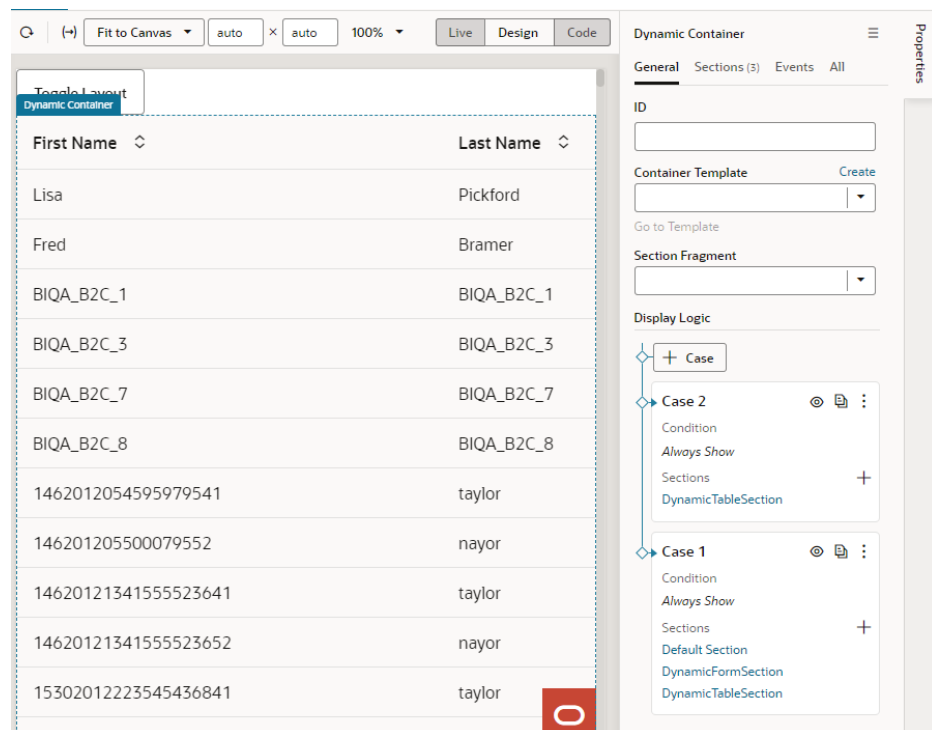 (→) Fit to Canvas auto × auto 100% Live Design Code
Toggle Layout
Dynamic Container
First Name Last Name
Lisa Pickford
Fred Bramer
BIQA_B2C_1 BIQA_B2C_1
BIQA_B2C_3 BIQA_B2C_3
BIQA_B2C_7 BIQA_B2C_7
BIQA_B2C_8 BIQA_B2C_8
1462012054595979541 taylor
146201205500079552 nayor
14620121341555523641 taylor
14620121341555523652 nayor
15302012223545436841 taylor
Dynamic Container
General Sections (3) Events All
ID
Container Template Create
Go to Template
Section Fragment
Display Logic
+ Case
Case 2
Condition
Always Show
Sections +
DynamicTableSection
Case 1
Condition
Always Show
Sections +
Default Section
DynamicFormSection
DynamicTableSection
Properties